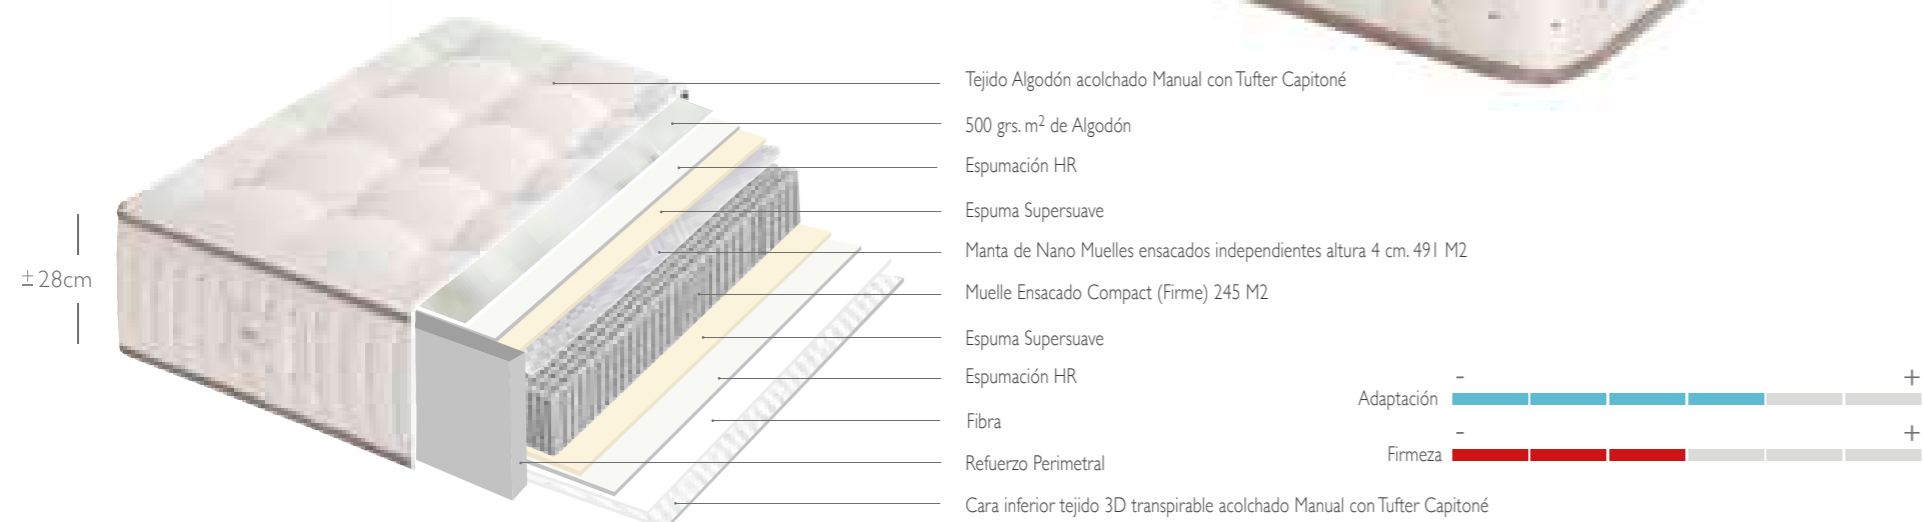 Tejido Algodón acolchado Manual con Tufter Capitoné
500 grs. m² de Algodón
Espumación HR
Espuma Supersuave
Manta de Nano Muelles ensacados independientes altura 4 cm. 491 M2
±28cm
Muelle Ensacado Compact (Firme) 245 M2
Espuma Supersuave
Espumación HR
- +
Adaptación
Fibra
- +
Firmeza
Refuerzo Perimetral
Cara inferior tejido 3D transpirable acolchado Manual con Tufter Capitoné